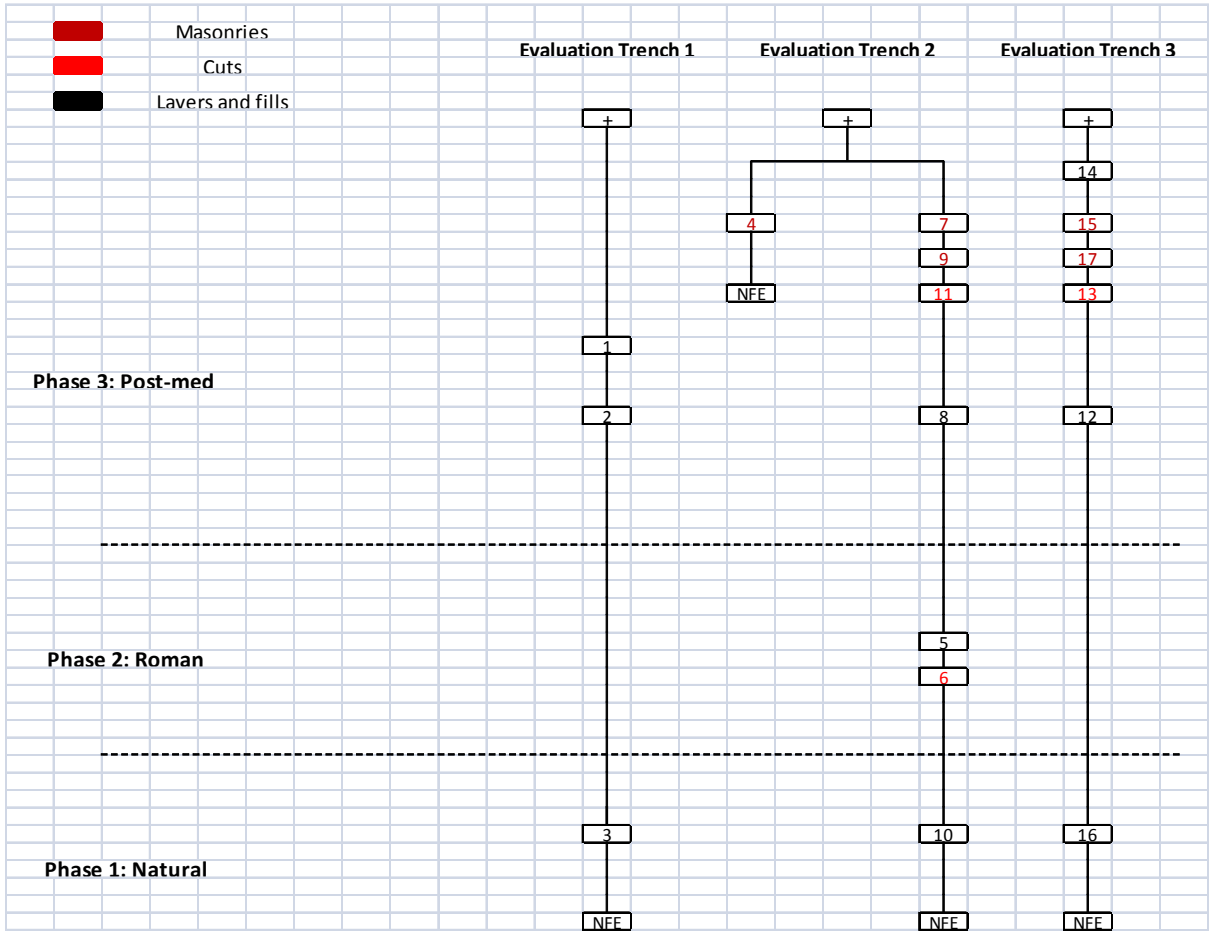 Masonries
Evaluation Trench 1 Evaluation Trench 2 Evaluation Trench 3
Cuts
Layers and fills
+ + +
14
4 7 15
9 17
NFE 11 13
1
Phase 3: Post-med
2 8 12
5
Phase 2: Roman
6
3 10 16
Phase 1: Natural
NFE NFE NFE